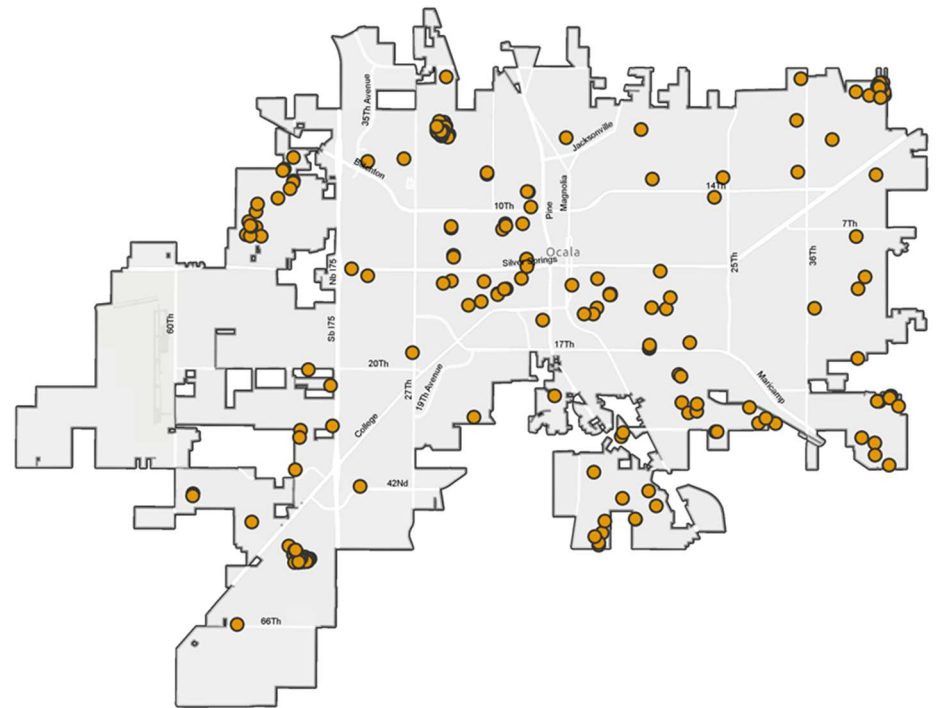 35Th Avenue
Jacksonville
Blitchton
14Th
10Th
Pine
Magnolia
7Th
Ocala
Silver Springs
25Th
36Th
Nb I75
60Th
Sb I75
17Th
20Th
27Th
19Th Avenue
Maricamp
College
42Nd
66Th